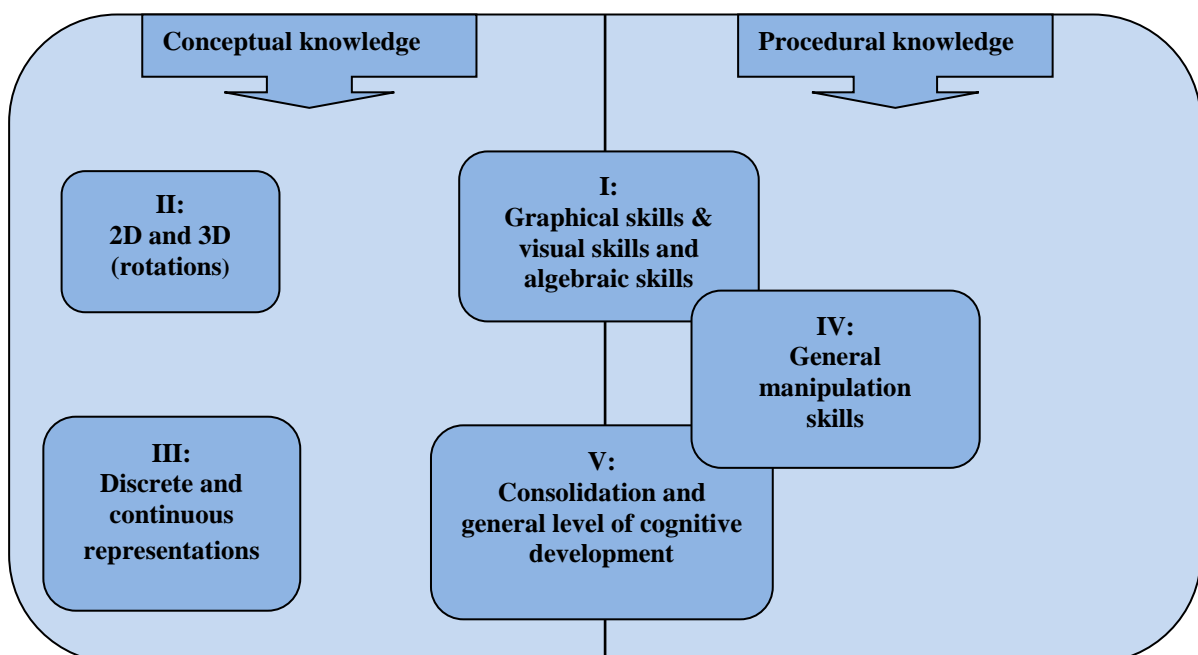 Conceptual knowledge
Procedural knowledge
I:
Graphical skills &
visual skills and
algebraic skills
II:
2D and 3D
(rotations)
IV:
General
manipulation
skills
III:
Discrete and
continuous
representations
V:
Consolidation and
general level of cognitive
development